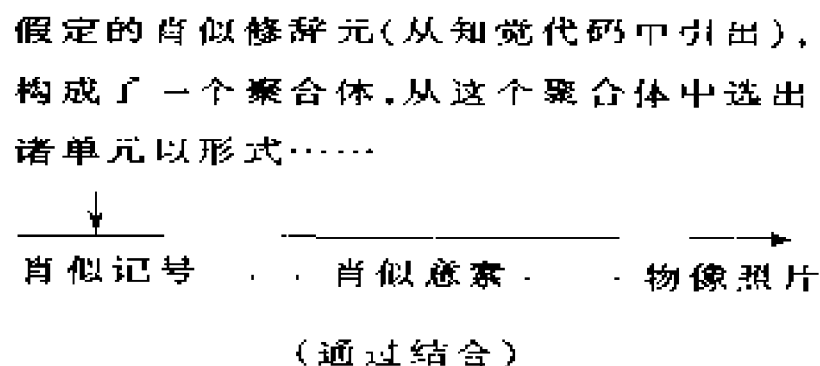 假定的肖似修辞元(从知觉代码中引出),
构成了一个聚合体,从这个聚合体中选出
诸单元以形式……
肖似记号 . . 肖似意素 . . 物像照片
(通过结合)